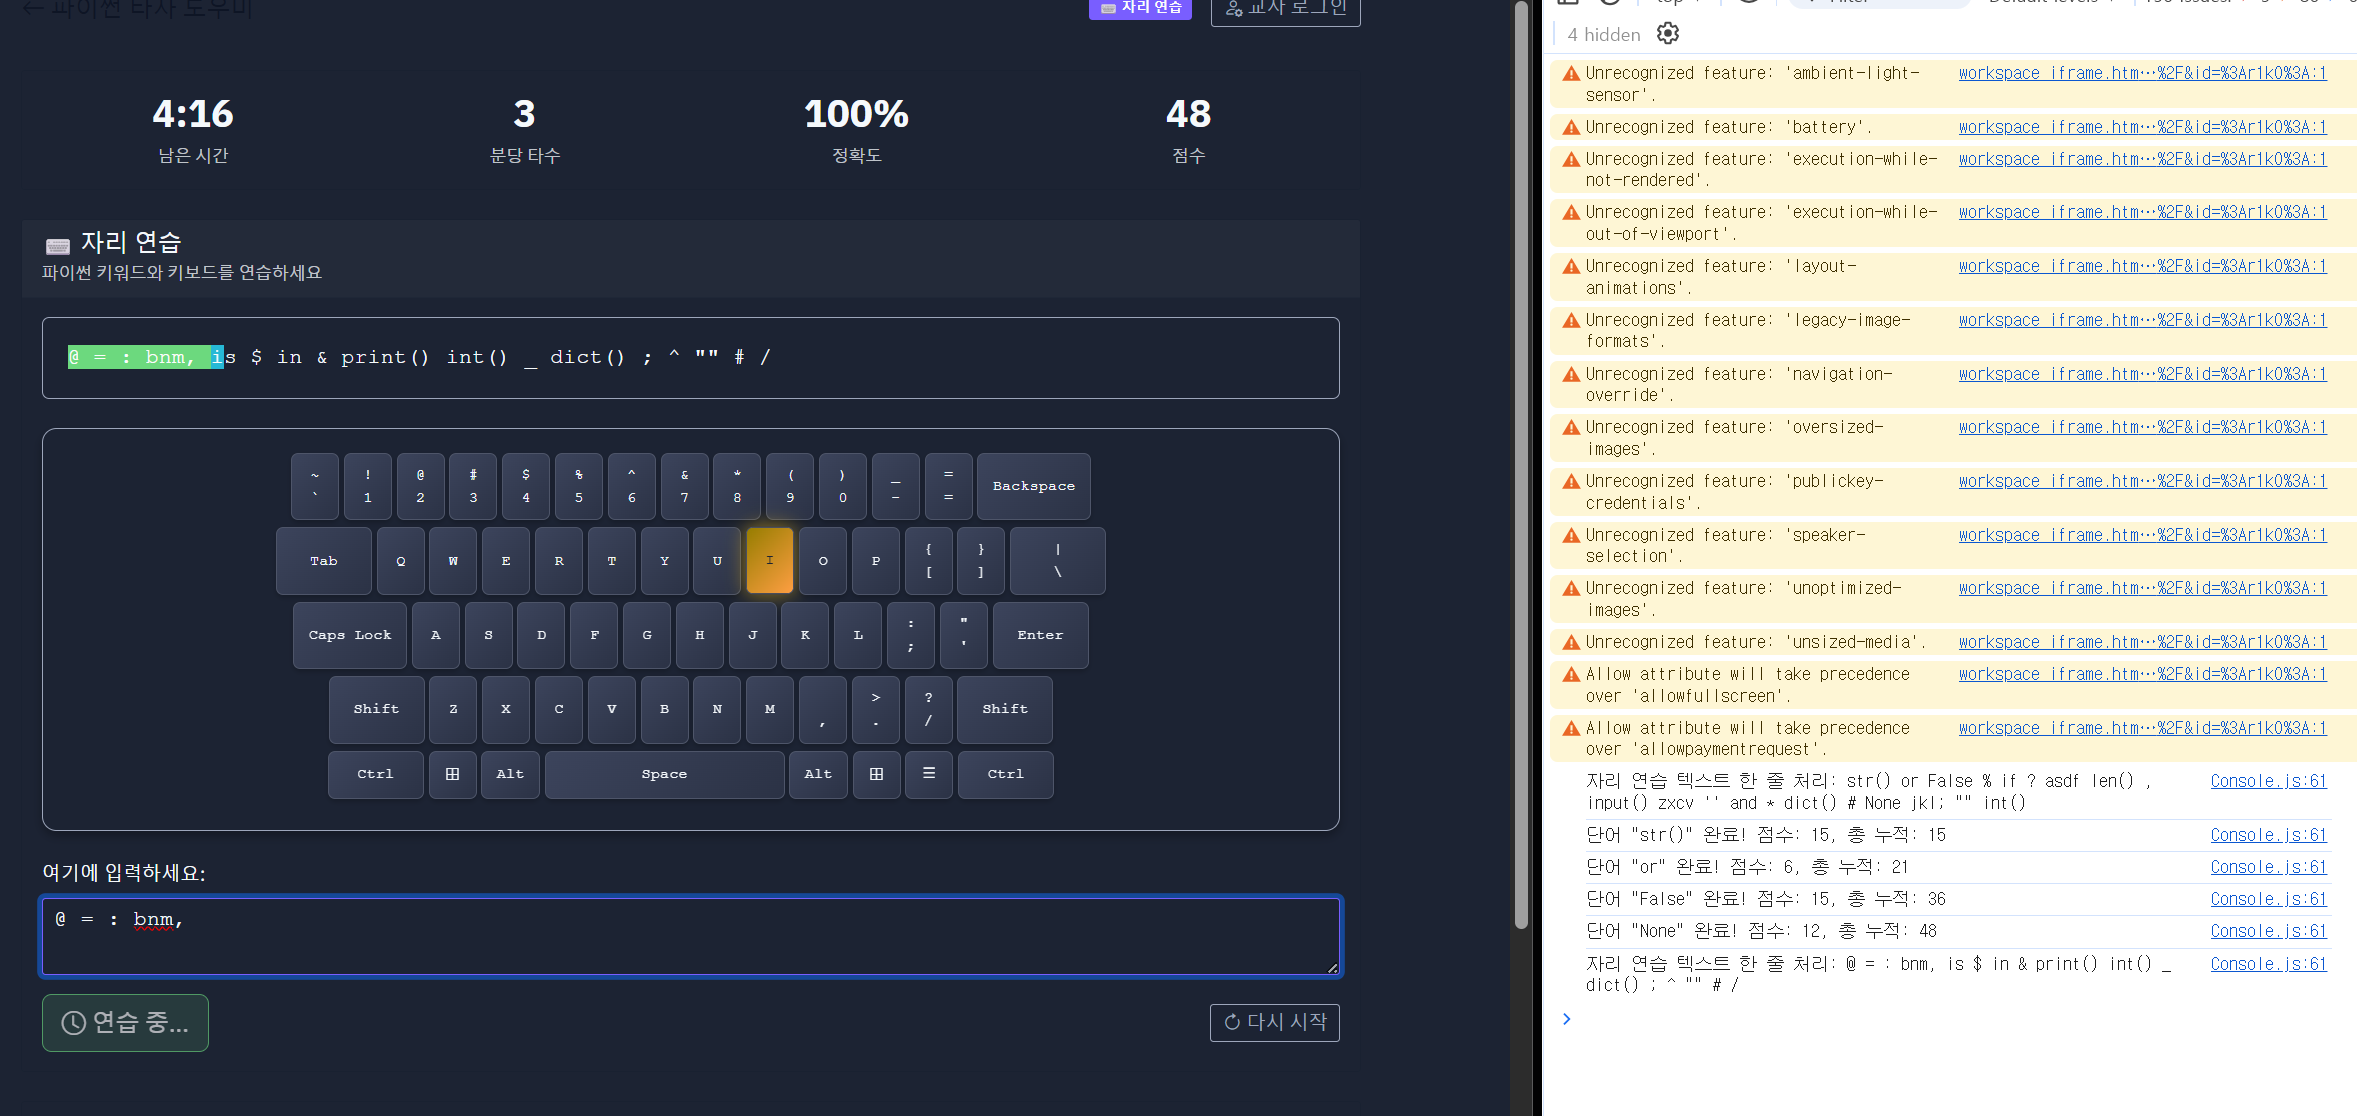 ← 파이썬 타자 도우미
자리 연습
교사 로그인
4:16
남은 시간
3
분당 타수
100%
정확도
48
점수
자리 연습
파이썬 키워드와 키보드를 연습하세요
@ = : bnm, is $ in & print() int() _ dict() ; ^ "" # /
~ ! @ # $ % ^ & * ( ) _ =
` 1 2 3 4 5 6 7 8 9 0 - = Backspace
{ } |
Tab Q W E R T Y U I O P [ ] \
: "
Caps Lock A S D F G H J K L ; ' Enter
> ?
Shift Z X C V B N M , . / Shift
Ctrl Alt Space Alt Ctrl
여기에 입력하세요:
@ = : bnm,
연습 중...
다시 시작
4 hidden
Unrecognized feature: 'ambient-light-sensor'. workspace_iframe.htm…%2F&id=%3Ar1k0%3A:1
Unrecognized feature: 'battery'. workspace_iframe.htm…%2F&id=%3Ar1k0%3A:1
Unrecognized feature: 'execution-while-not-rendered'. workspace_iframe.htm…%2F&id=%3Ar1k0%3A:1
Unrecognized feature: 'execution-while-out-of-viewport'. workspace_iframe.htm…%2F&id=%3Ar1k0%3A:1
Unrecognized feature: 'layout-animations'. workspace_iframe.htm…%2F&id=%3Ar1k0%3A:1
Unrecognized feature: 'legacy-image-formats'. workspace_iframe.htm…%2F&id=%3Ar1k0%3A:1
Unrecognized feature: 'navigation-override'. workspace_iframe.htm…%2F&id=%3Ar1k0%3A:1
Unrecognized feature: 'oversized-images'. workspace_iframe.htm…%2F&id=%3Ar1k0%3A:1
Unrecognized feature: 'publickey-credentials'. workspace_iframe.htm…%2F&id=%3Ar1k0%3A:1
Unrecognized feature: 'speaker-selection'. workspace_iframe.htm…%2F&id=%3Ar1k0%3A:1
Unrecognized feature: 'unoptimized-images'. workspace_iframe.htm…%2F&id=%3Ar1k0%3A:1
Unrecognized feature: 'unsized-media'. workspace_iframe.htm…%2F&id=%3Ar1k0%3A:1
Allow attribute will take precedence over 'allowfullscreen'. workspace_iframe.htm…%2F&id=%3Ar1k0%3A:1
Allow attribute will take precedence over 'allowpaymentrequest'. workspace_iframe.htm…%2F&id=%3Ar1k0%3A:1
자리 연습 텍스트 한 줄 처리: str() or False % if ? asdf len() , Console.js:61
input() zxcv '' and * dict() # None jkl; "" int()
단어 "str()" 완료! 점수: 15, 총 누적: 15 Console.js:61
단어 "or" 완료! 점수: 6, 총 누적: 21 Console.js:61
단어 "False" 완료! 점수: 15, 총 누적: 36 Console.js:61
단어 "None" 완료! 점수: 12, 총 누적: 48 Console.js:61
자리 연습 텍스트 한 줄 처리: @ = : bnm, is $ in & print() int() _ Console.js:61
dict() ; ^ "" # /